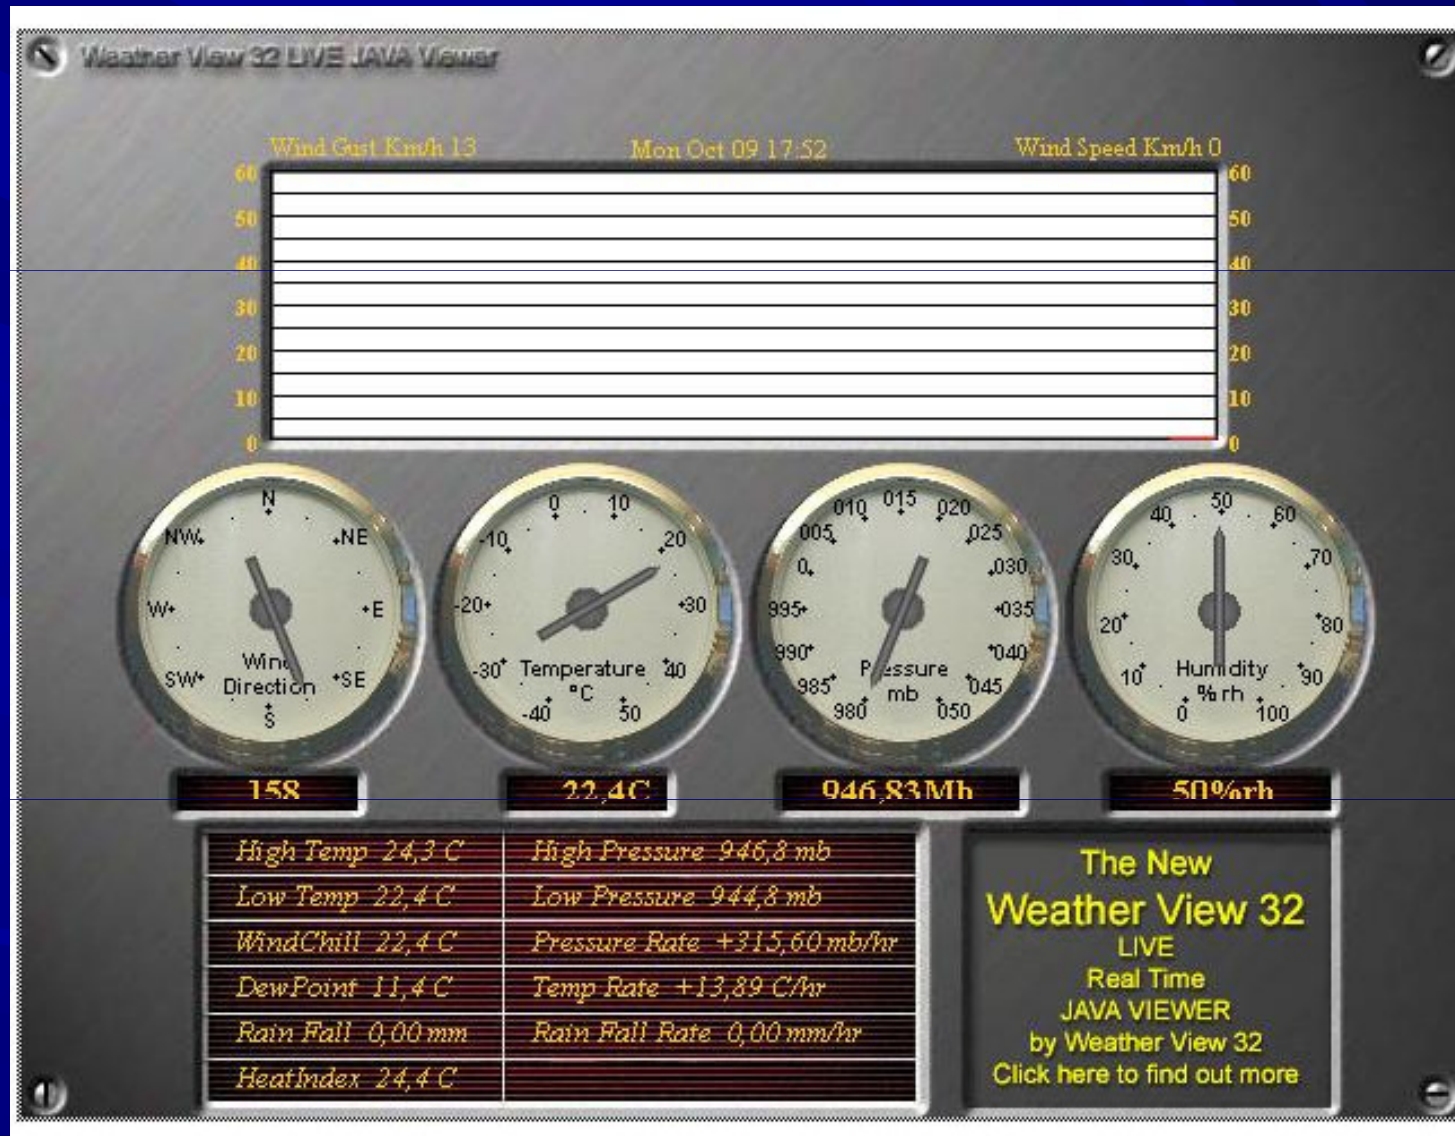 Weather View 32 LIVE JAVA Viewer
Wind Gust Km/h 13 Mon Oct 09 17:52 Wind Speed Km/h 0
60 60
50 50
40 40
30 30
20 20
10 10
0 0
N
NW NE
W E
SW SE
S
Wind
Direction
0 10
-10 20
-20 30
-30 40
-40 50
Temperature
°C
010 015 020
005 025
0 030
995 035
990 040
985 045
980 050
Pressure
mb
40 50 60
30 70
20 80
10 90
0 100
Humidity
% rh
158 22,4C 946,83Mb 50%rh
High Temp 24,3 C High Pressure 946,8 mb
Low Temp 22,4 C Low Pressure 944,8 mb
WindChill 22,4 C Pressure Rate +315,60 mb/hr
DewPoint 11,4 C Temp Rate +13,89 C/hr
Rain Fall 0,00 mm Rain Fall Rate 0,00 mm/hr
HeatIndex 24,4 C
The New
Weather View 32
LIVE
Real Time
JAVA VIEWER
by Weather View 32
Click here to find out more